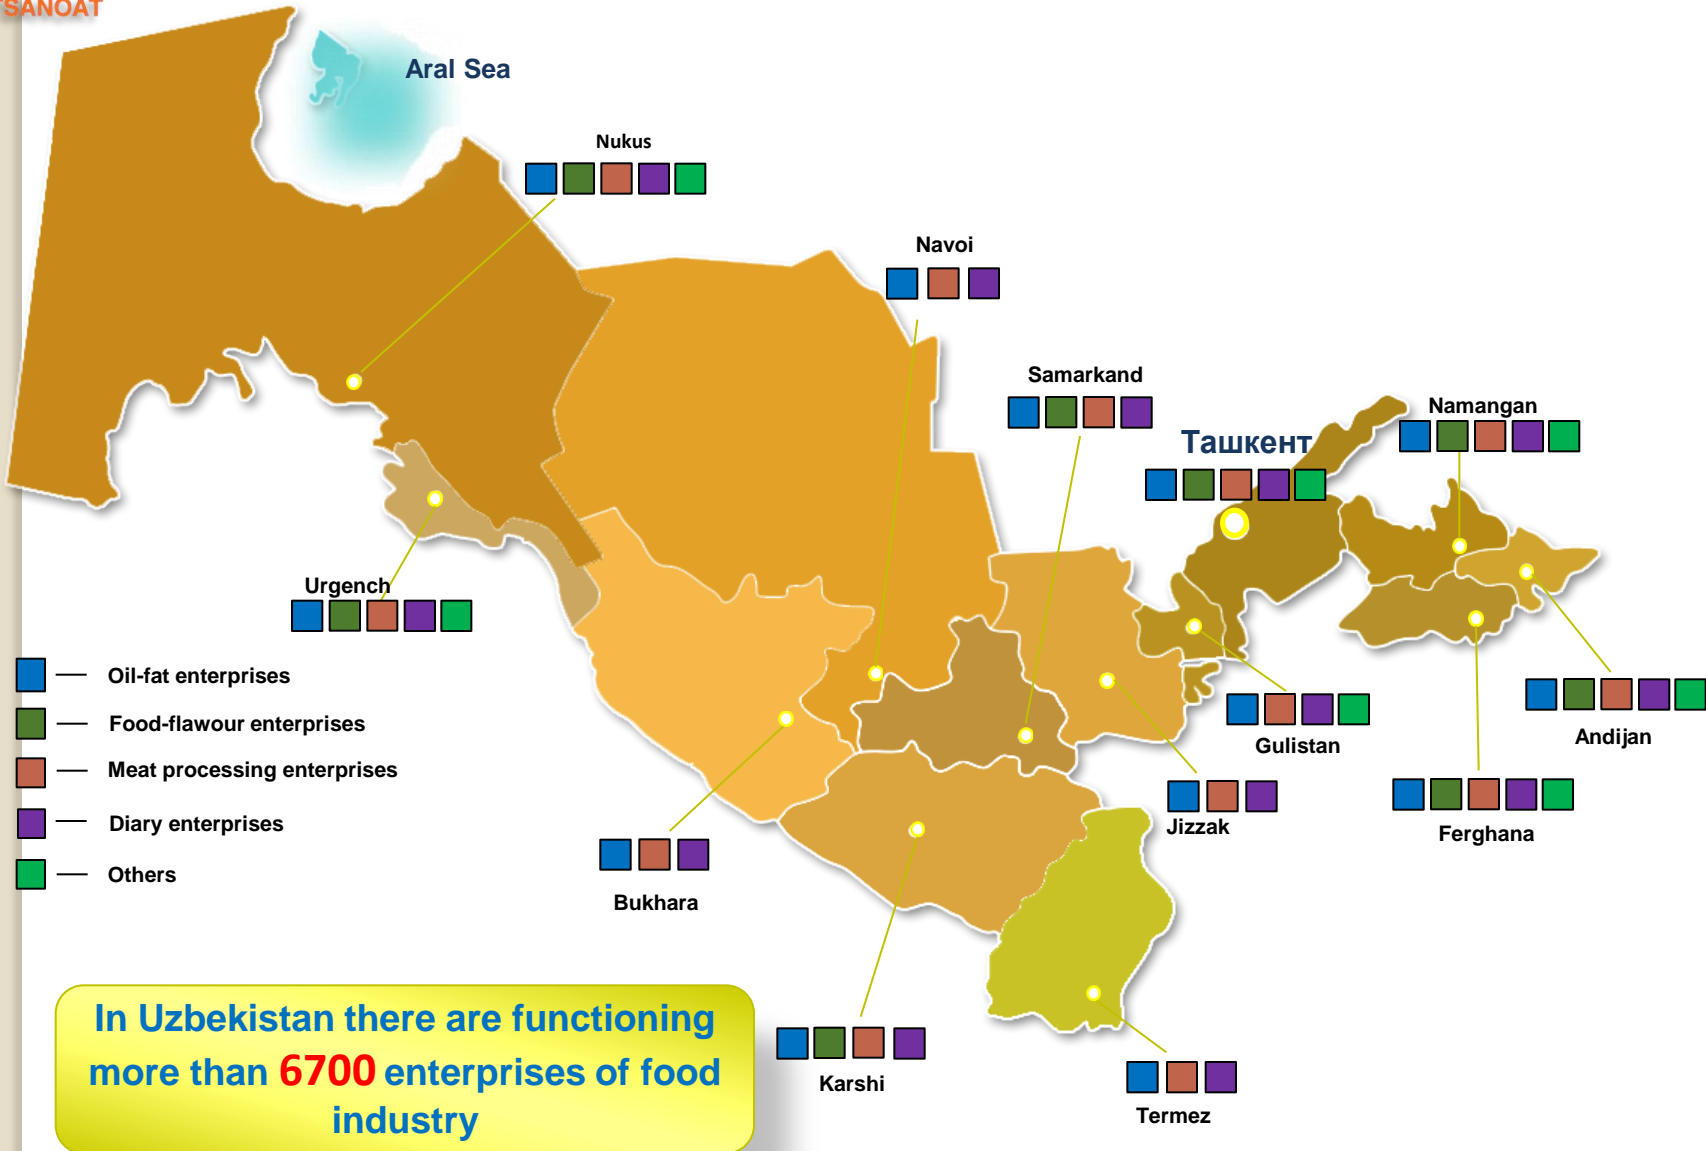 TSANOAT
Aral Sea
Nukus
Navoi
Samarkand
Namangan
Ташкент
Urgench
Oil-fat enterprises
Food-flawour enterprises
Meat processing enterprises
Diary enterprises
Others
Andijan
Gulistan
Jizzak
Ferghana
Bukhara
Karshi
Termez
In Uzbekistan there are functioning
more than 6700 enterprises of food
industry